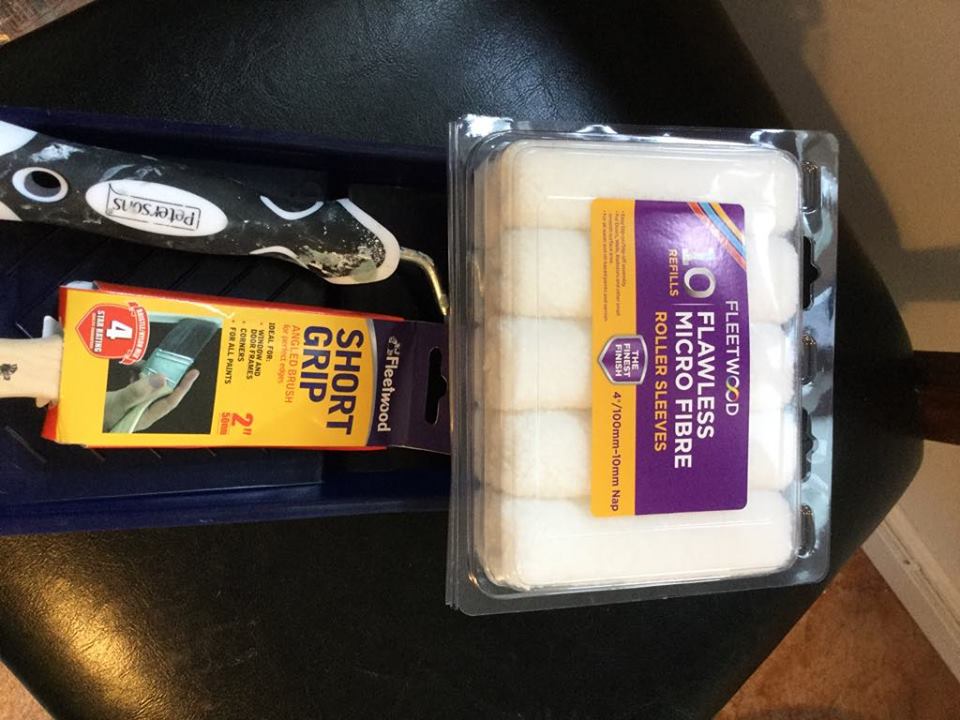 Petersons
Fleetwood
SHORT
GRIP
ANGLED BRUSH
for perfect edges
IDEAL FOR:
• WINDOW AND
DOOR FRAMES
• CORNERS
• FOR ALL PAINTS
2"
50mm
4
STAR RATING
FLEETWOOD
10
REFILLS
FLAWLESS
MICRO FIBRE
ROLLER SLEEVES
THE
FINEST
FINISH
4"/100mm-10mm Nap